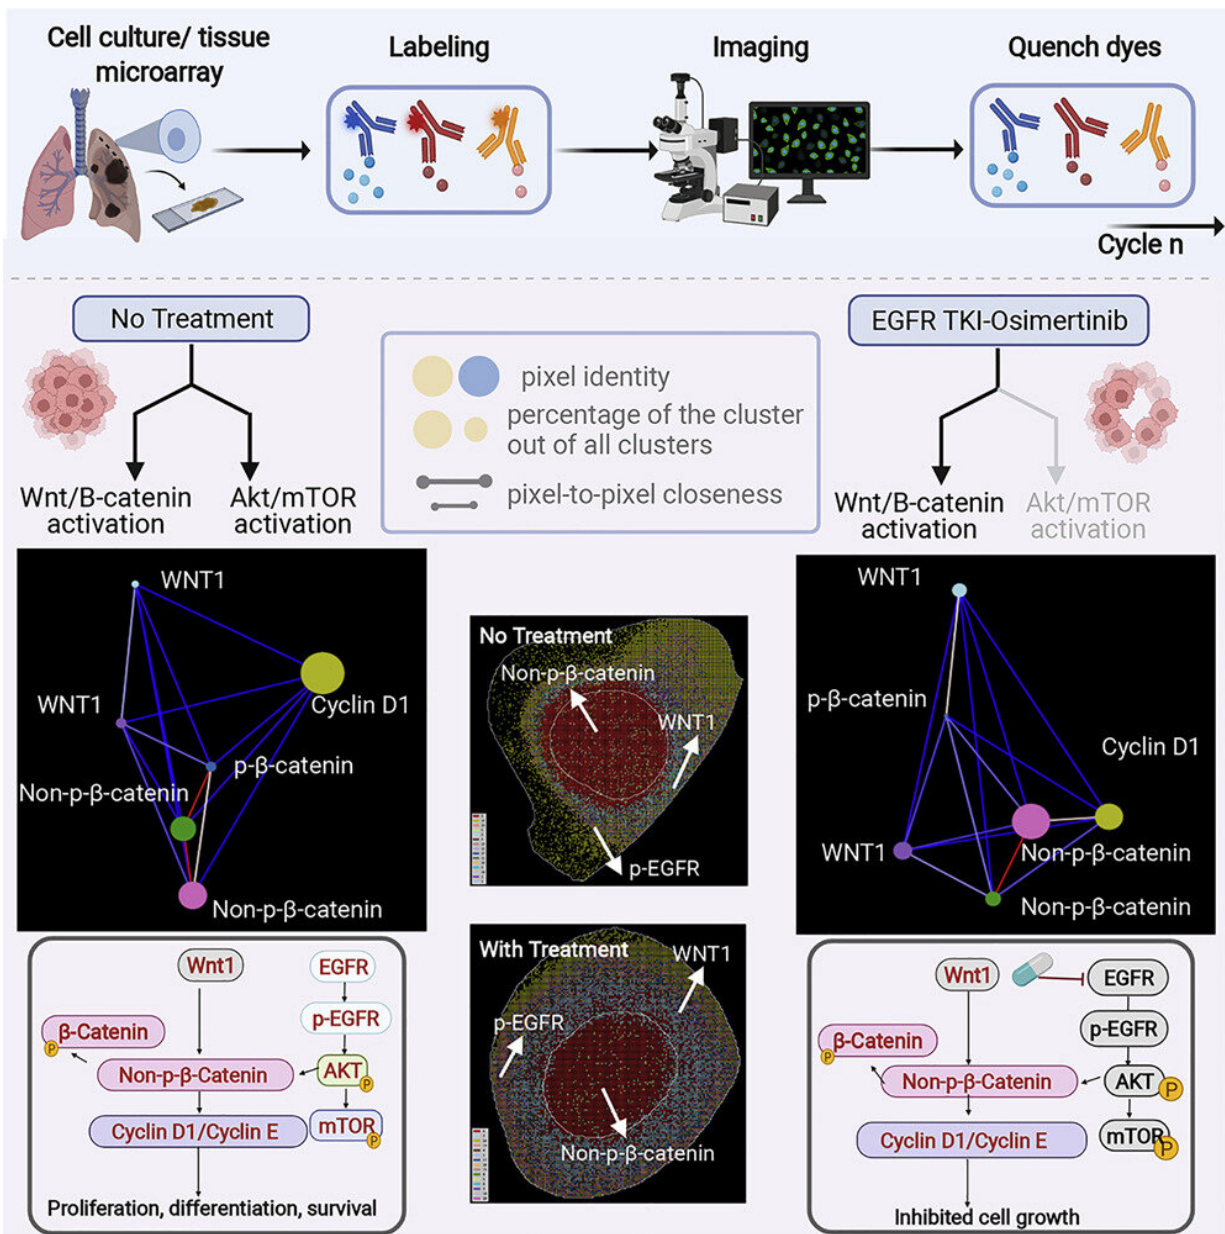 Cell culture/ tissue
microarray
Labeling
Imaging
Quench dyes
Cycle n
No Treatment
EGFR TKI-Osimertinib
pixel identity
percentage of the cluster
out of all clusters
pixel-to-pixel closeness
Wnt/B-catenin
activation
Akt/mTOR
activation
Wnt/B-catenin
activation
Akt/mTOR
activation
WNT1
Cyclin D1
WNT1
p-β-catenin
Non-p-β-catenin
Non-p-β-catenin
No Treatment
Non-p-β-catenin
WNT1
p-EGFR
With Treatment
WNT1
p-EGFR
Non-p-β-catenin
WNT1
p-β-catenin
Cyclin D1
WNT1
Non-p-β-catenin
Non-p-β-catenin
Wnt1
EGFR
p-EGFR
β-Catenin
P
Non-p-β-Catenin
AKT
P
Cyclin D1/Cyclin E
mTOR
P
Proliferation, differentiation, survival
Wnt1
EGFR
p-EGFR
β-Catenin
P
Non-p-β-Catenin
AKT
P
Cyclin D1/Cyclin E
mTOR
P
Inhibited cell growth